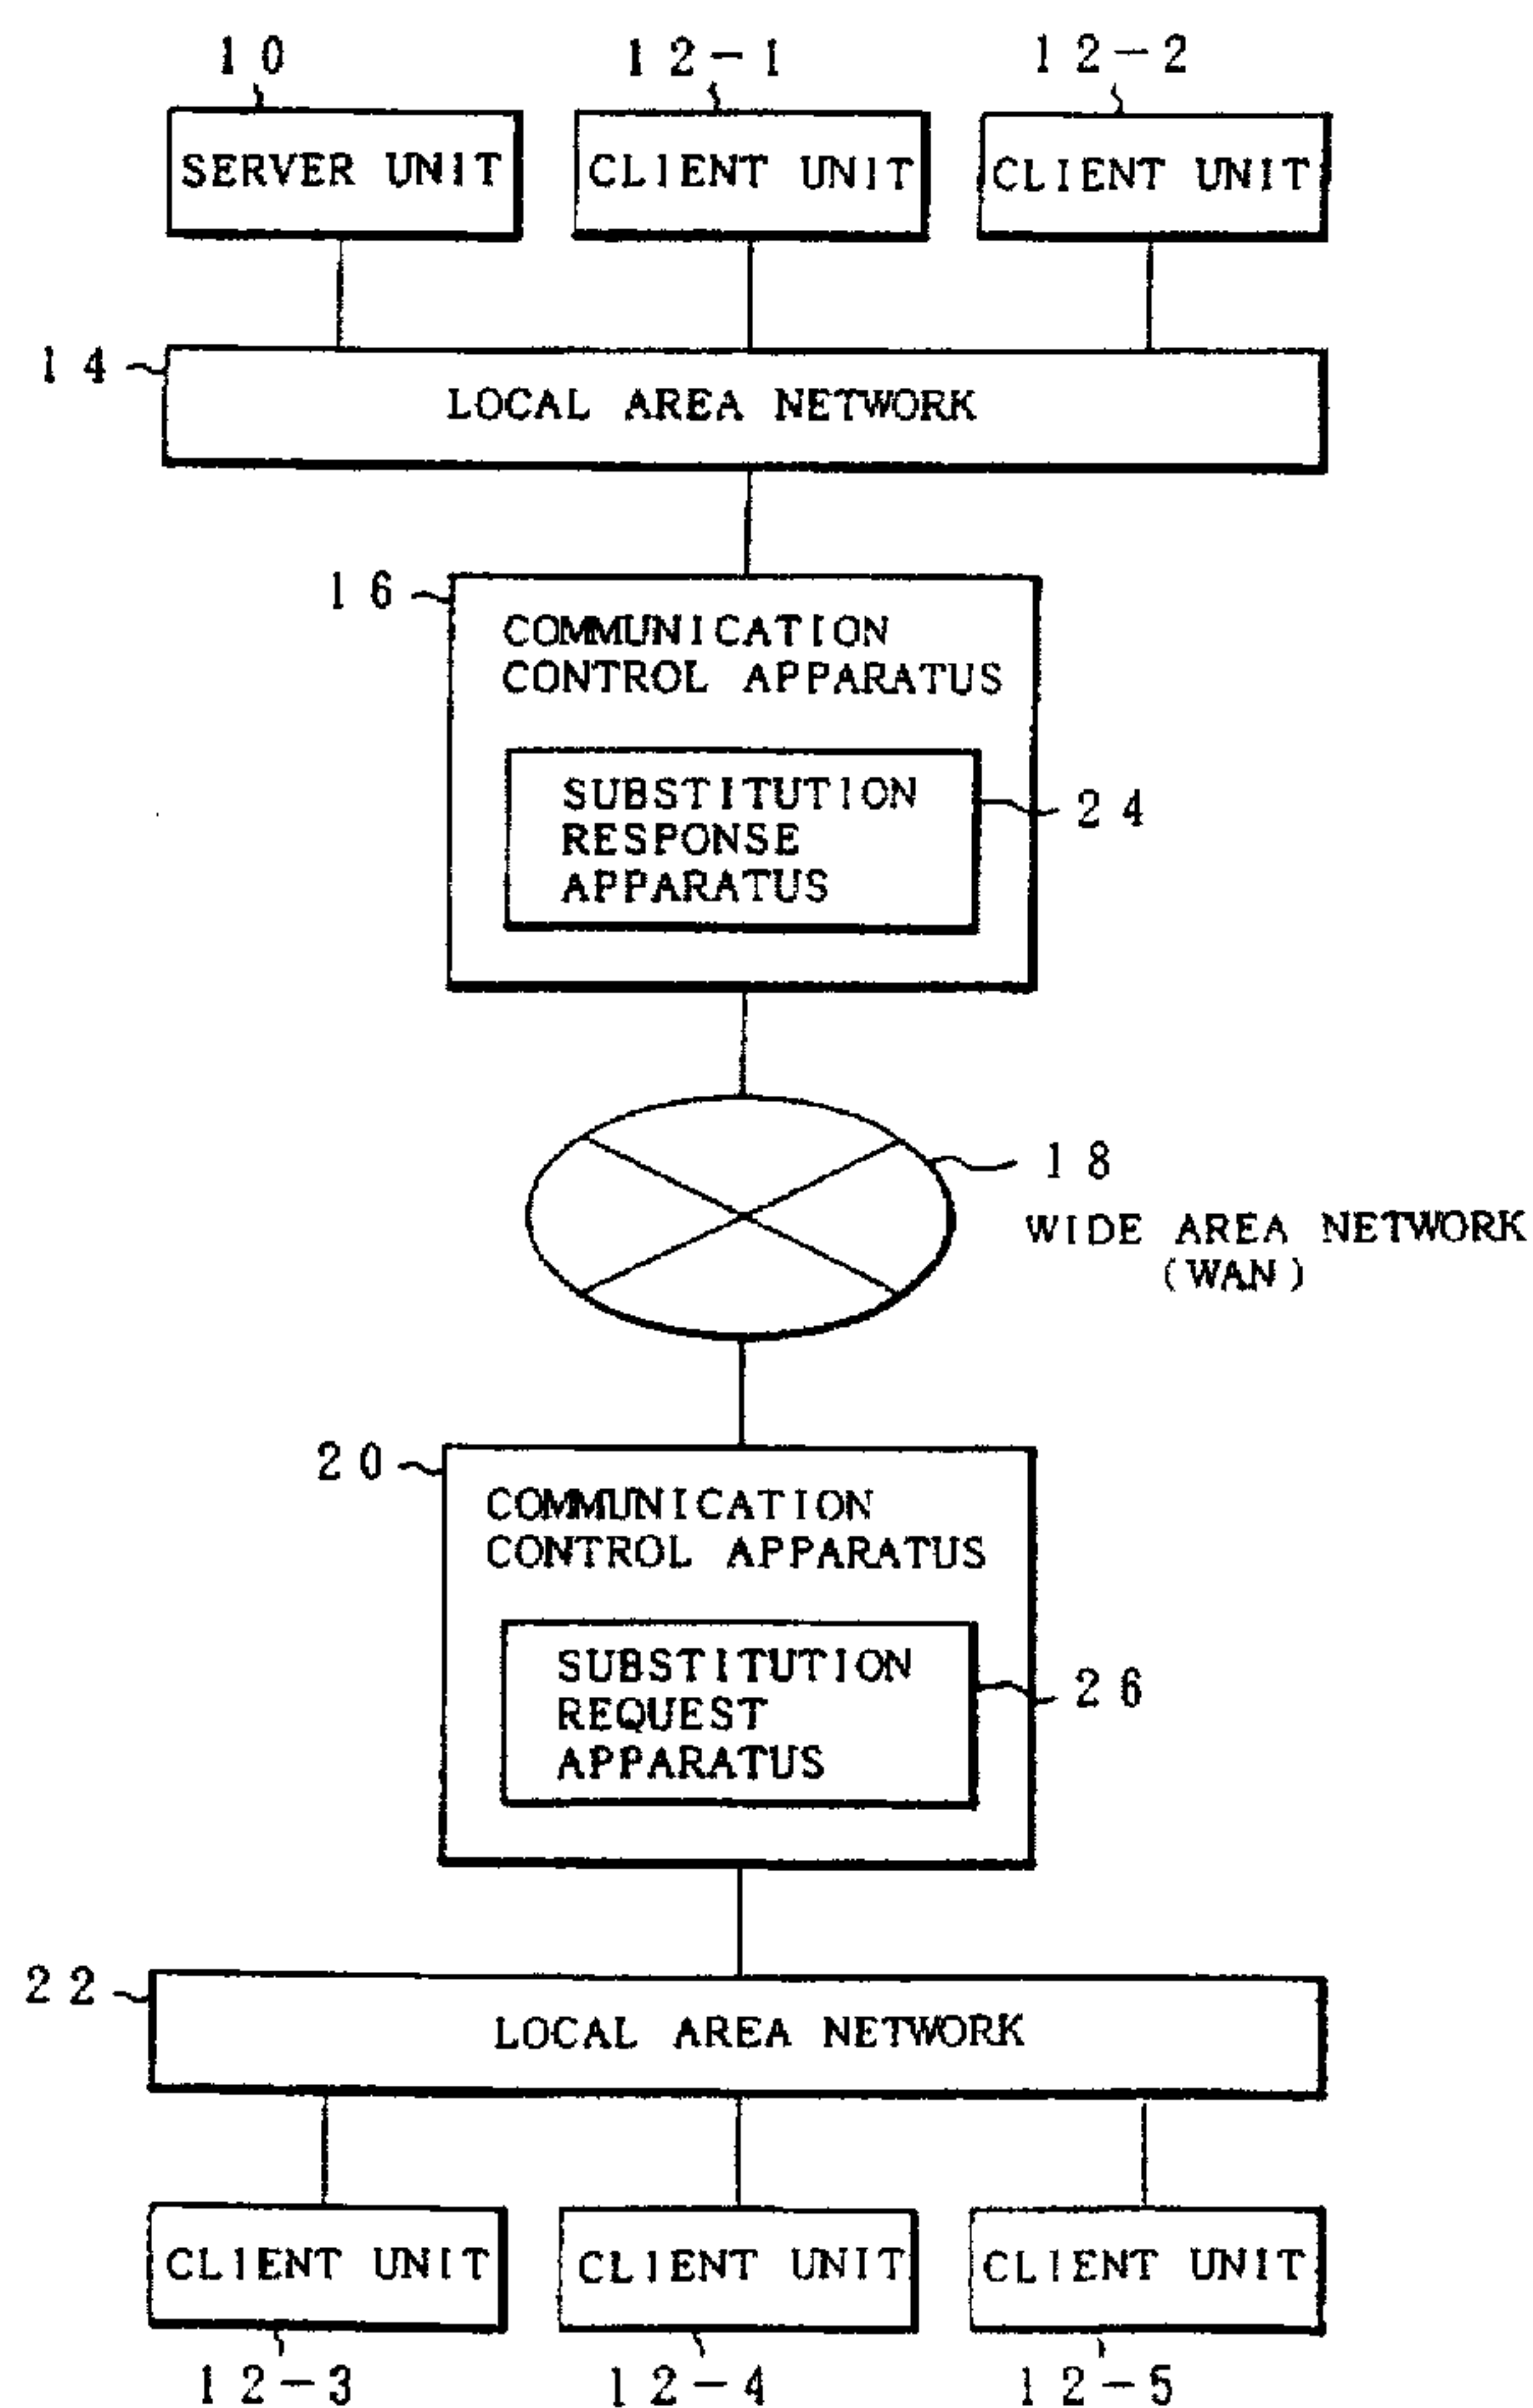 10
12-1
12-2
SERVER UNIT
CLIENT UNIT
CLIENT UNIT
14
LOCAL AREA NETWORK
16
COMMUNICATION
CONTROL APPARATUS
SUBSTITUTION
RESPONSE
APPARATUS
24
18
WIDE AREA NETWORK
(WAN)
20
COMMUNICATION
CONTROL APPARATUS
SUBSTITUTION
REQUEST
APPARATUS
26
22
LOCAL AREA NETWORK
CLIENT UNIT
CLIENT UNIT
CLIENT UNIT
12-3
12-4
12-5